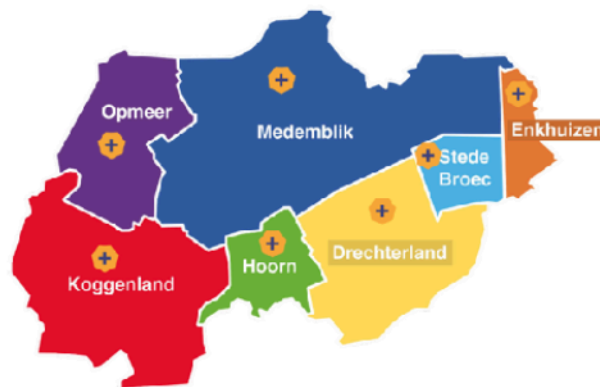 Opmeer
Medemblik
Enkhuizen
Stede
Broec
Drechterland
Hoorn
Koggenland